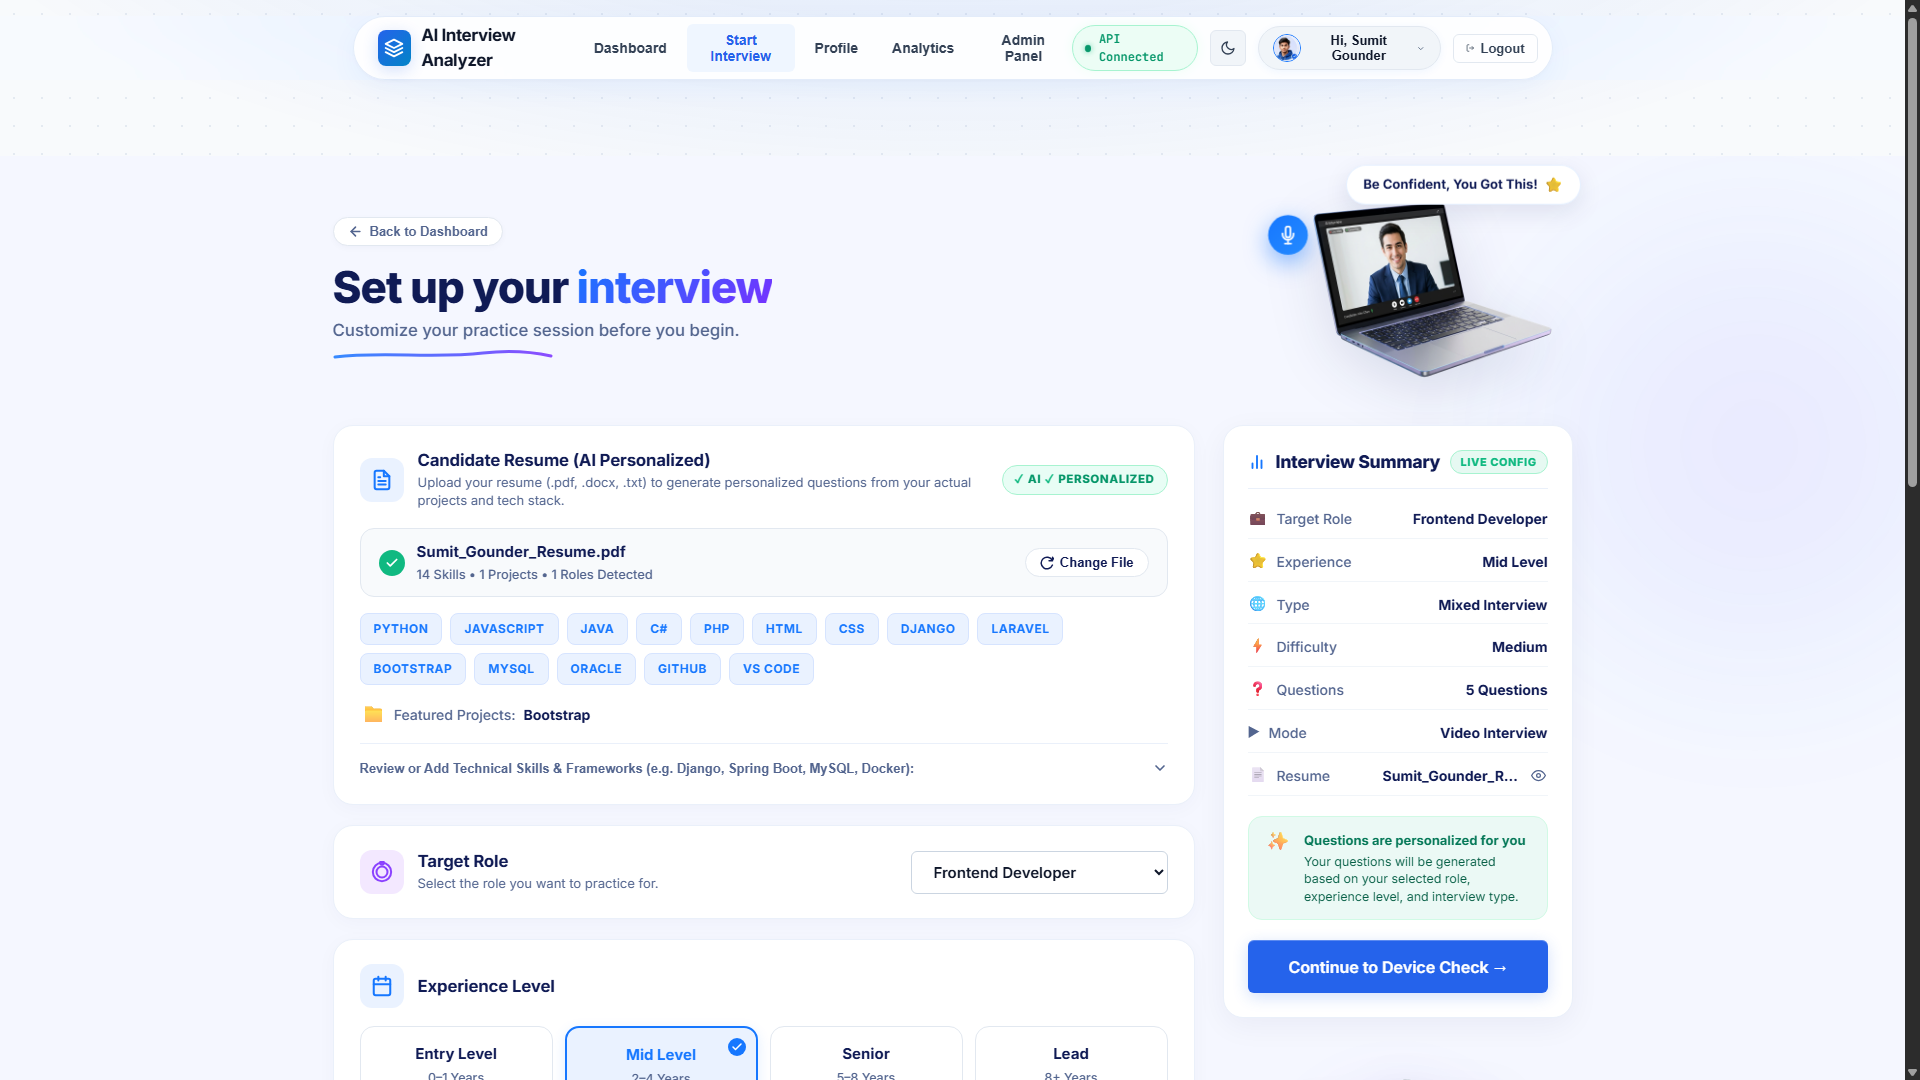 AI Interview
Analyzer
Dashboard
Start
Interview
Profile
Analytics
Admin
Panel
API
Connected
Hi, Sumit
Gounder
Logout
Be Confident, You Got This!
Back to Dashboard
Set up your interview
Customize your practice session before you begin.
Candidate Resume (AI Personalized)
Upload your resume (.pdf, .docx, .txt) to generate personalized questions from your actual
projects and tech stack.
✓ AI ✓ PERSONALIZED
Sumit_Gounder_Resume.pdf
14 Skills • 1 Projects • 1 Roles Detected
Change File
PYTHON JAVASCRIPT JAVA C# PHP HTML CSS DJANGO LARAVEL
BOOTSTRAP MYSQL ORACLE GITHUB VS CODE
Featured Projects: Bootstrap
Review or Add Technical Skills & Frameworks (e.g. Django, Spring Boot, MySQL, Docker):
Target Role
Select the role you want to practice for.
Frontend Developer
Experience Level
Entry Level
0–1 Years
Mid Level
2–4 Years
Senior
5–8 Years
Lead
8+ Years
Interview Summary
LIVE CONFIG
Target Role Frontend Developer
Experience Mid Level
Type Mixed Interview
Difficulty Medium
Questions 5 Questions
Mode Video Interview
Resume Sumit_Gounder_R...
Questions are personalized for you
Your questions will be generated
based on your selected role,
experience level, and interview type.
Continue to Device Check →